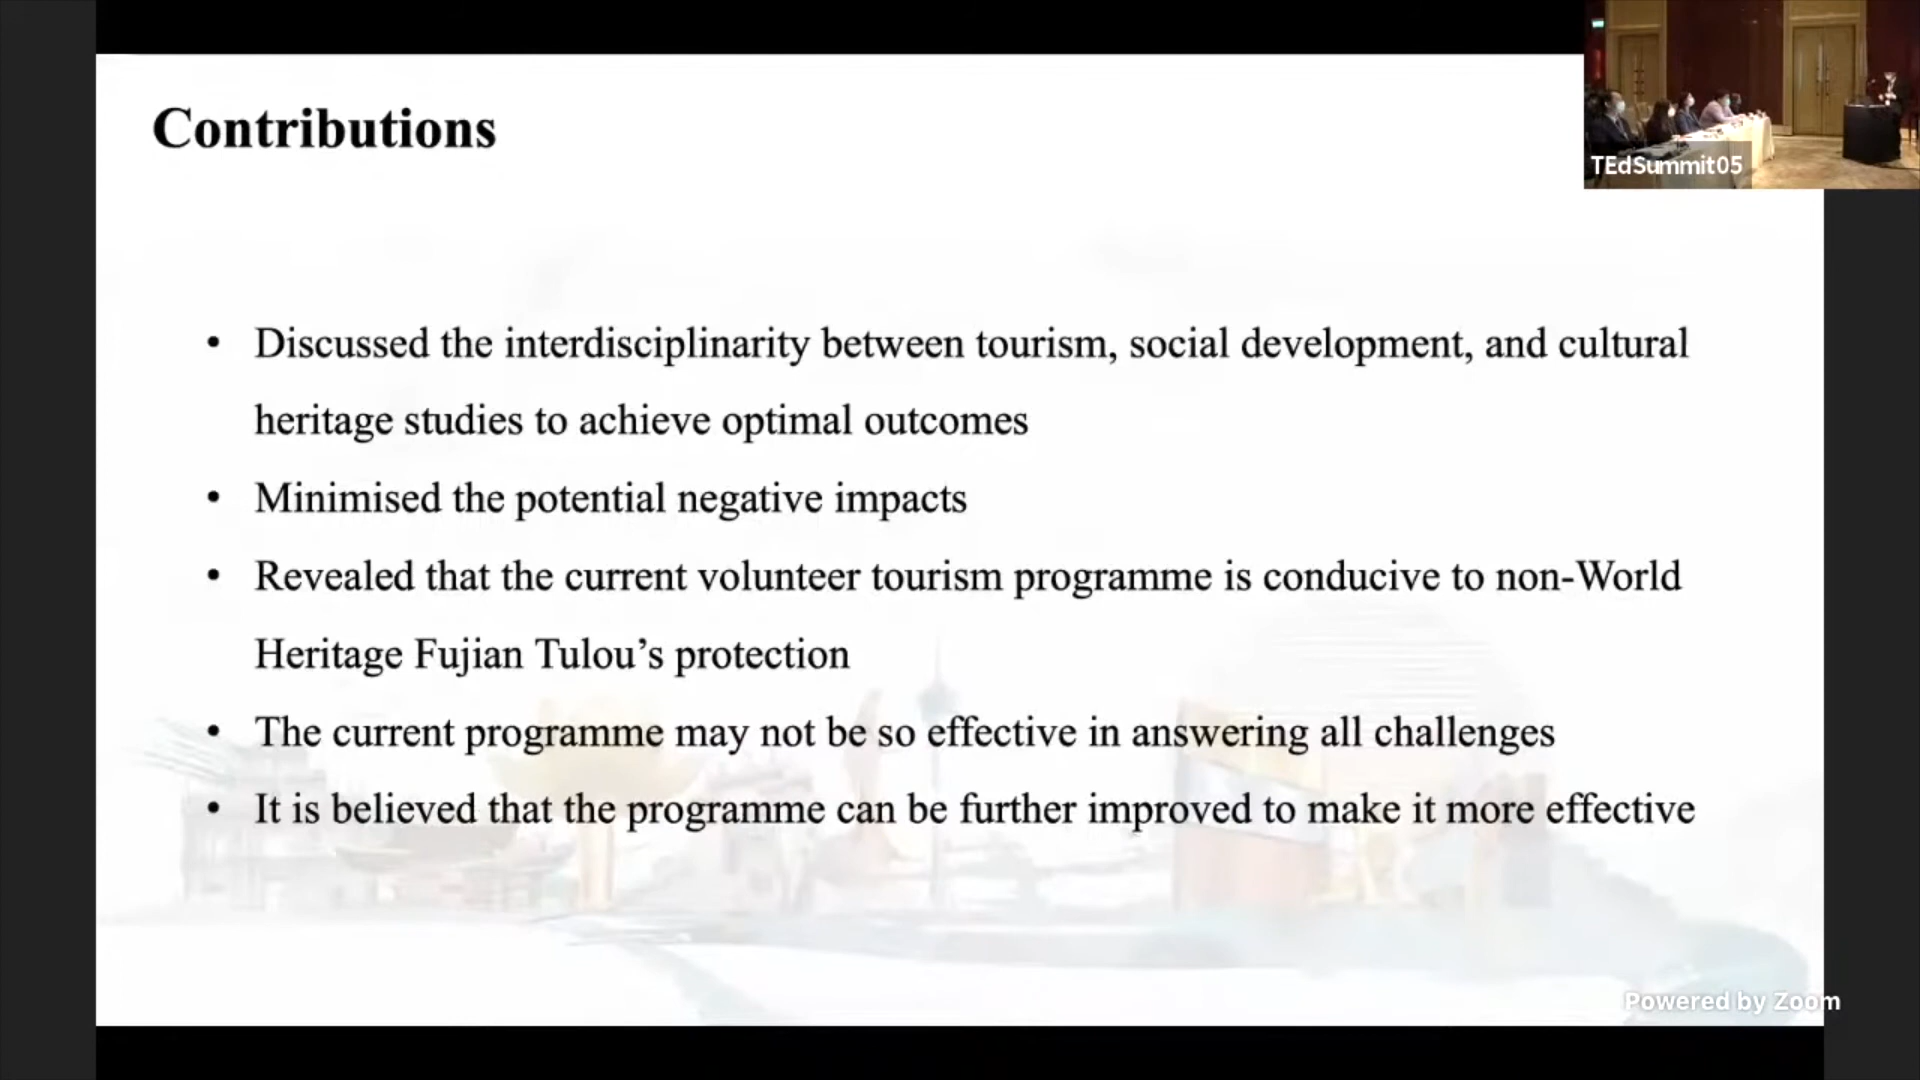 Contributions
TEdSummit05
• Discussed the interdisciplinarity between tourism, social development, and cultural
heritage studies to achieve optimal outcomes
• Minimised the potential negative impacts
• Revealed that the current volunteer tourism programme is conducive to non-World
Heritage Fujian Tulou’s protection
• The current programme may not be so effective in answering all challenges
• It is believed that the programme can be further improved to make it more effective
Powered by Zoom